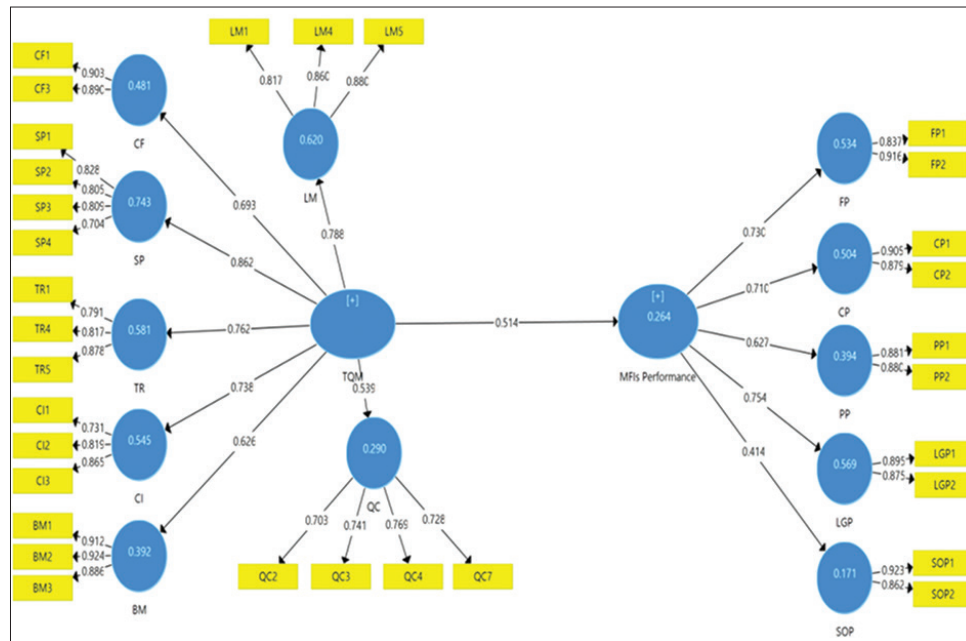 LM1
LM4
LM5
0.817
0.860
0.880
0.620
LM
CF1
CF3
0.903
0.890
0.481
CF
SP1
SP2
SP3
SP4
0.828
0.805
0.809
0.704
0.743
SP
TR1
TR4
TR5
0.791
0.817
0.878
0.581
TR
CI1
CI2
CI3
0.731
0.819
0.865
0.545
CI
BM1
BM2
BM3
0.912
0.924
0.886
0.392
BM
0.693
0.788
0.862
0.762
0.738
0.626
0.539
[+]
TQM
0.290
QC
0.703
0.741
0.769
0.728
QC2
QC3
QC4
QC7
0.514
[+]
0.264
MFIs Performance
0.730
0.710
0.627
0.754
0.414
0.534
FP
0.837
0.916
FP1
FP2
0.504
CP
0.905
0.879
CP1
CP2
0.394
PP
0.881
0.880
PP1
PP2
0.569
LGP
0.895
0.875
LGP1
LGP2
0.171
SOP
0.923
0.862
SOP1
SOP2